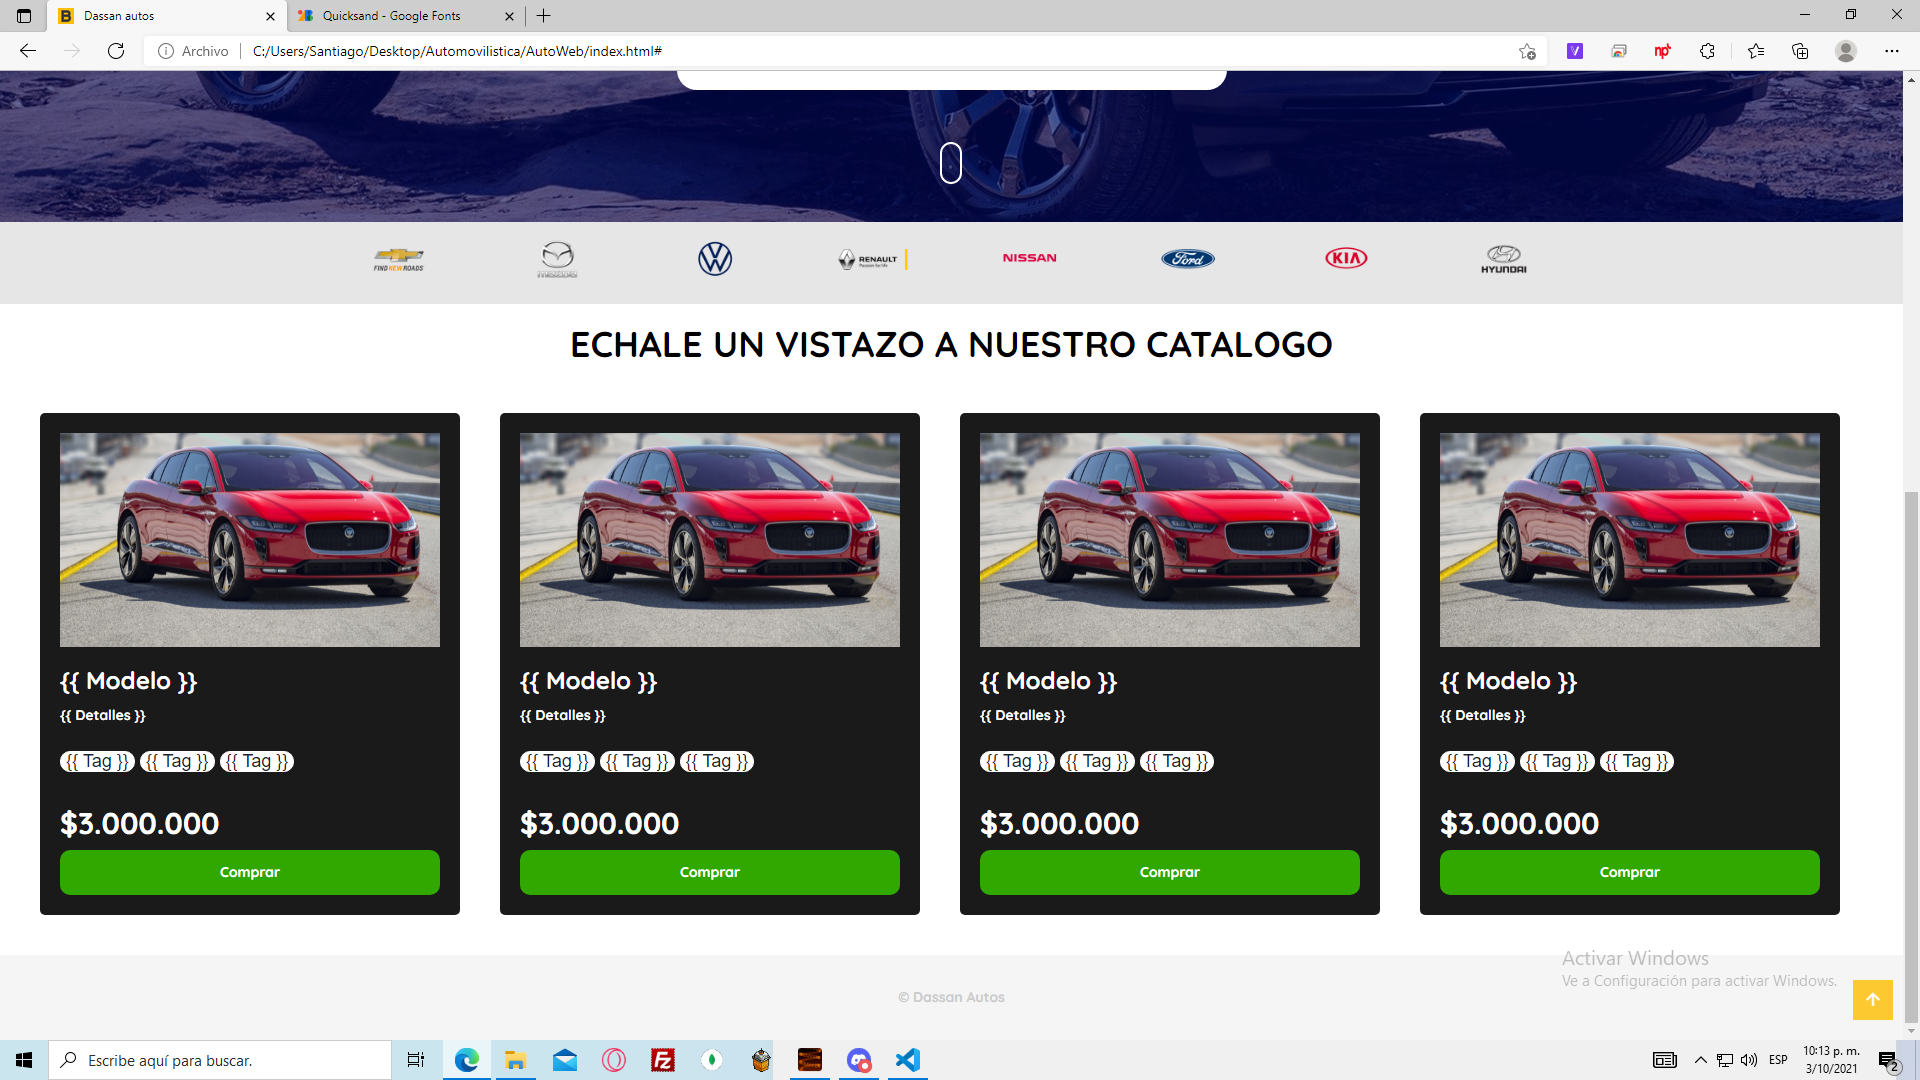 Dassan autos
Quicksand - Google Fonts
Archivo
C:/Users/Santiago/Desktop/Automovilistica/AutoWeb/index.html#
FIND NEW ROADS
mazda
RENAULT
Passion for life
NISSAN
Ford
KIA
HYUNDAI
ECHALE UN VISTAZO A NUESTRO CATALOGO
{{ Modelo }}
{{ Detalles }}
{{ Tag }} {{ Tag }} {{ Tag }}
$3.000.000
Comprar
{{ Modelo }}
{{ Detalles }}
{{ Tag }} {{ Tag }} {{ Tag }}
$3.000.000
Comprar
{{ Modelo }}
{{ Detalles }}
{{ Tag }} {{ Tag }} {{ Tag }}
$3.000.000
Comprar
{{ Modelo }}
{{ Detalles }}
{{ Tag }} {{ Tag }} {{ Tag }}
$3.000.000
Comprar
Activar Windows
Ve a Configuración para activar Windows.
© Dassan Autos
Escribe aquí para buscar.
ESP
10:13 p. m.
3/10/2021
2